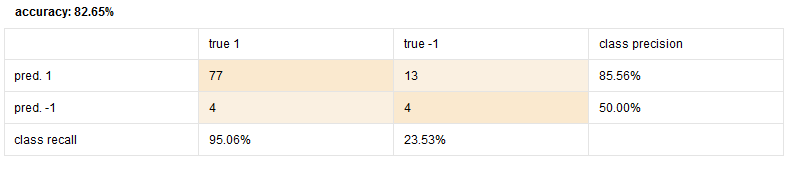 accuracy: 82.65%
true 1 true -1 class precision
pred. 1 77 13 85.56%
pred. -1 4 4 50.00%
class recall 95.06% 23.53%